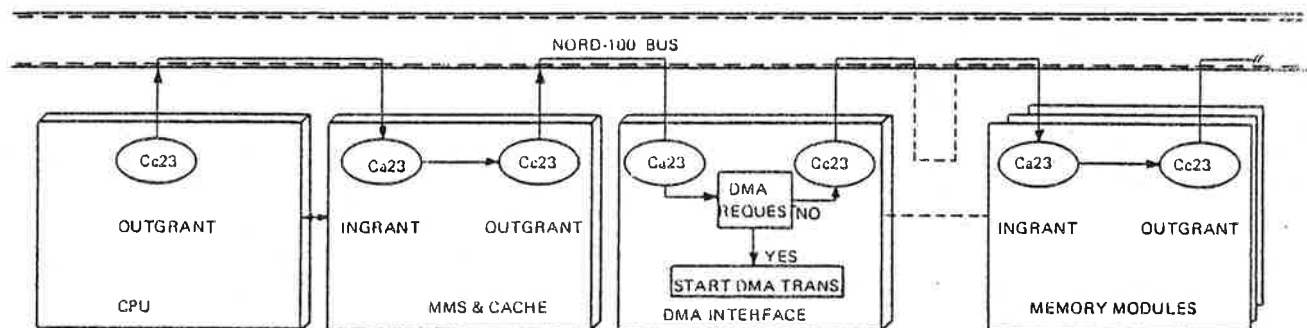 NORD-100 BUS
Cc23
Ca23
Cc23
Ca23
Cc23
Ca23
Cc23
DMA
REQUEST
NO
OUTGRANT
INGRANT
OUTGRANT
INGRANT
OUTGRANT
YES
START DMA TRANS.
CPU
MMS & CACHE
DMA INTERFACE
MEMORY MODULES